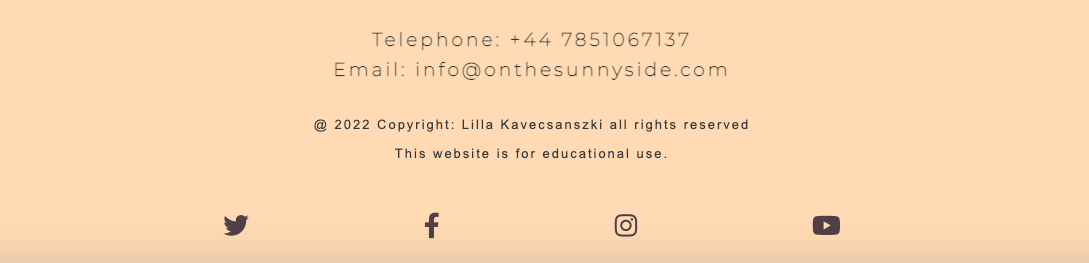 Telephone: +44 7851067137
Email: info@onthesunnyside.com
@ 2022 Copyright: Lilla Kavecsanszki all rights reserved
This website is for educational use.